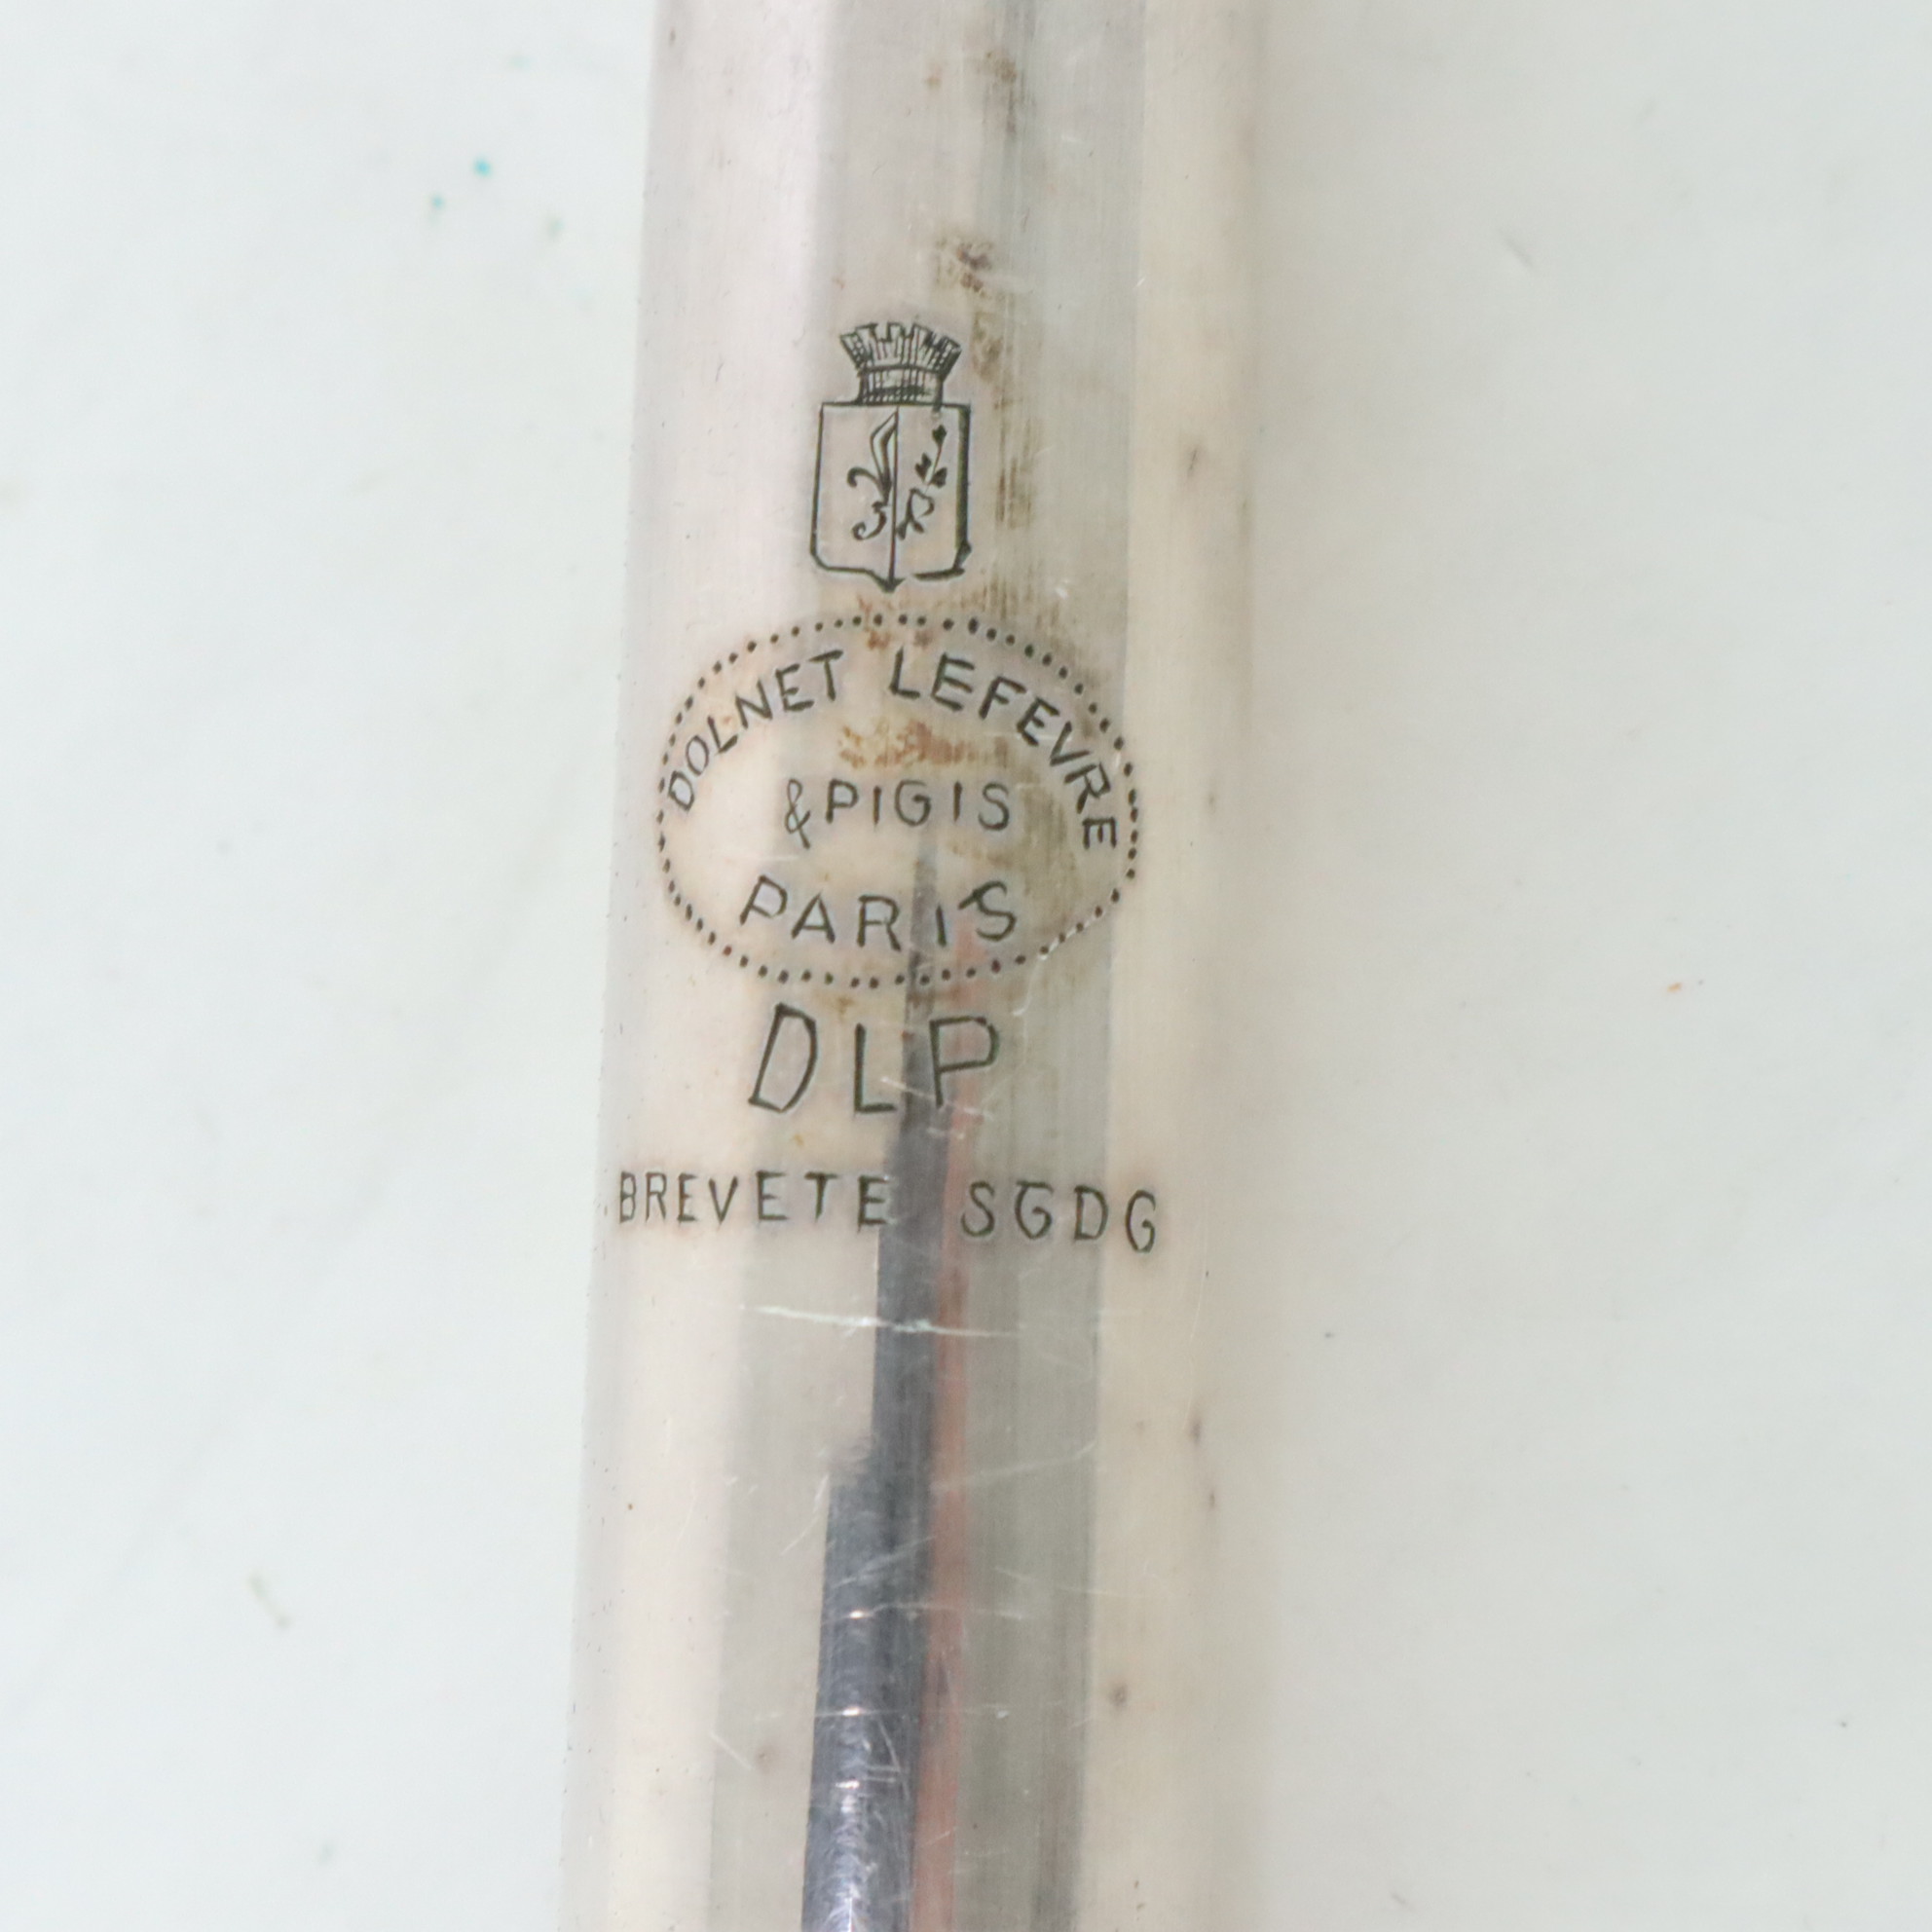 DOLNET LEFEVRE
& PIGIS
PARIS
DLP
BREVETE SGDG